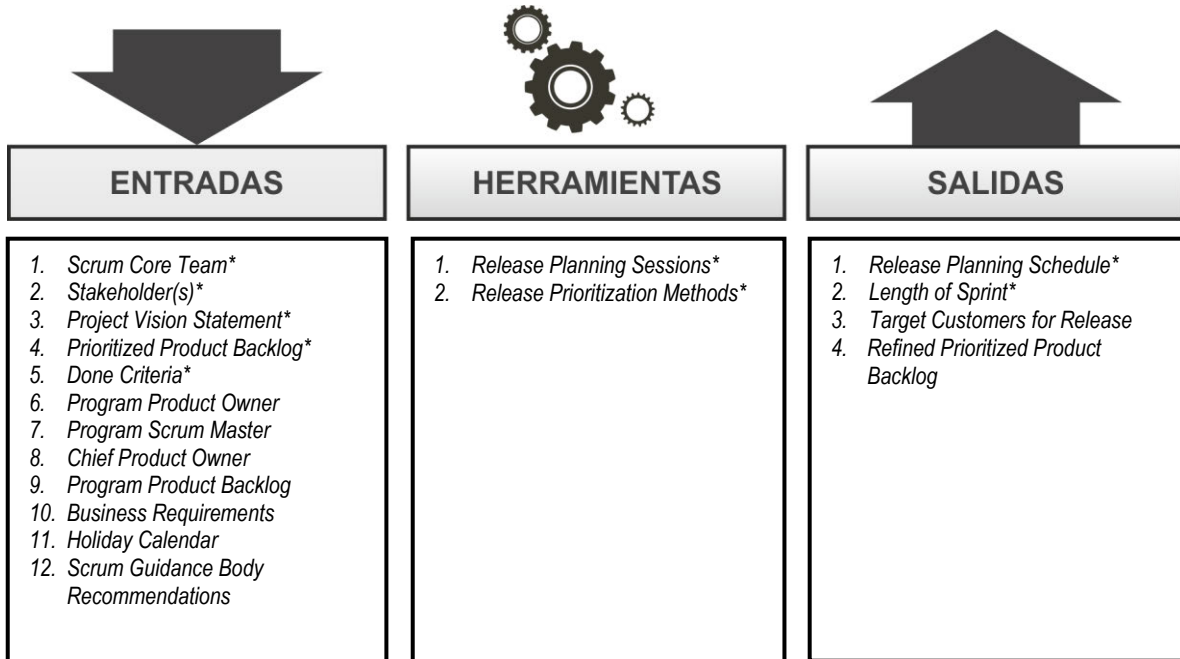 ENTRADAS
HERRAMIENTAS
SALIDAS
1. Scrum Core Team*
2. Stakeholder(s)*
3. Project Vision Statement*
4. Prioritized Product Backlog*
5. Done Criteria*
6. Program Product Owner
7. Program Scrum Master
8. Chief Product Owner
9. Program Product Backlog
10. Business Requirements
11. Holiday Calendar
12. Scrum Guidance Body
Recommendations
1. Release Planning Sessions*
2. Release Prioritization Methods*
1. Release Planning Schedule*
2. Length of Sprint*
3. Target Customers for Release
4. Refined Prioritized Product
Backlog